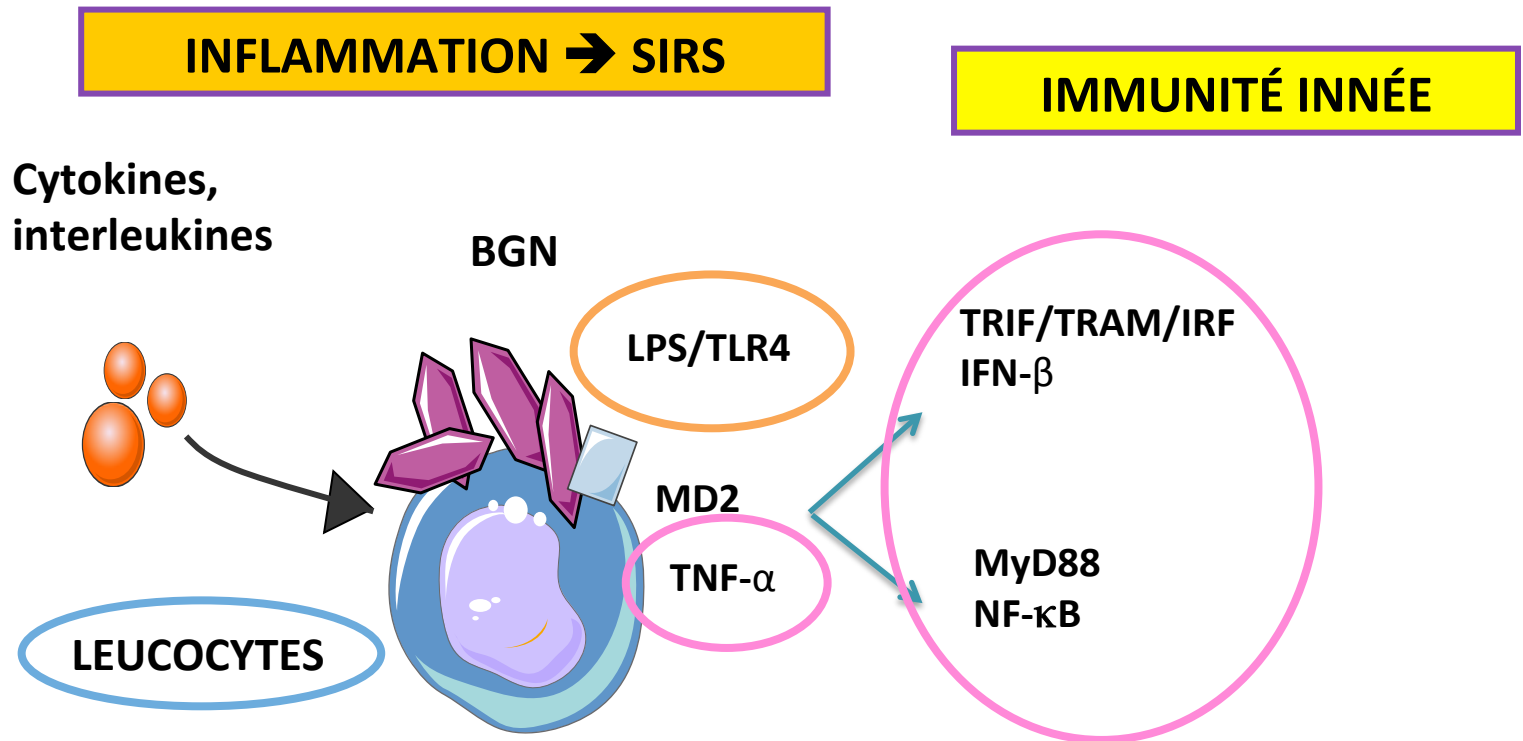 INFLAMMATION ➔ SIRS
IMMUNITÉ INNÉE
Cytokines,
interleukines
BGN
LPS/TLR4
TRIF/TRAM/IRF
IFN-β
MD2
TNF-α
MyD88
NF-κB
LEUCOCYTES